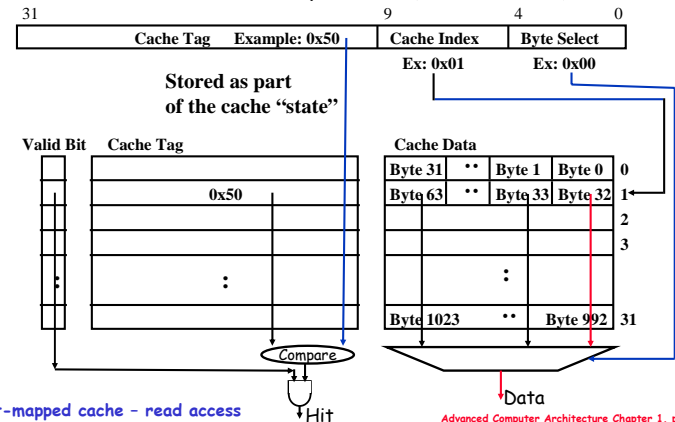 31 9 4 0
Cache Tag Example: 0x50 Cache Index Byte Select
Ex: 0x01 Ex: 0x00
Stored as part
of the cache “state”
Valid Bit Cache Tag Cache Data
Byte 31 •• Byte 1 Byte 0 0
0x50 Byte 63 •• Byte 33 Byte 32 1
2
3
: : :
Byte 1023 •• Byte 992 31
Compare
Data
-mapped cache - read access Hit
Advanced Computer Architecture Chapter 1. p